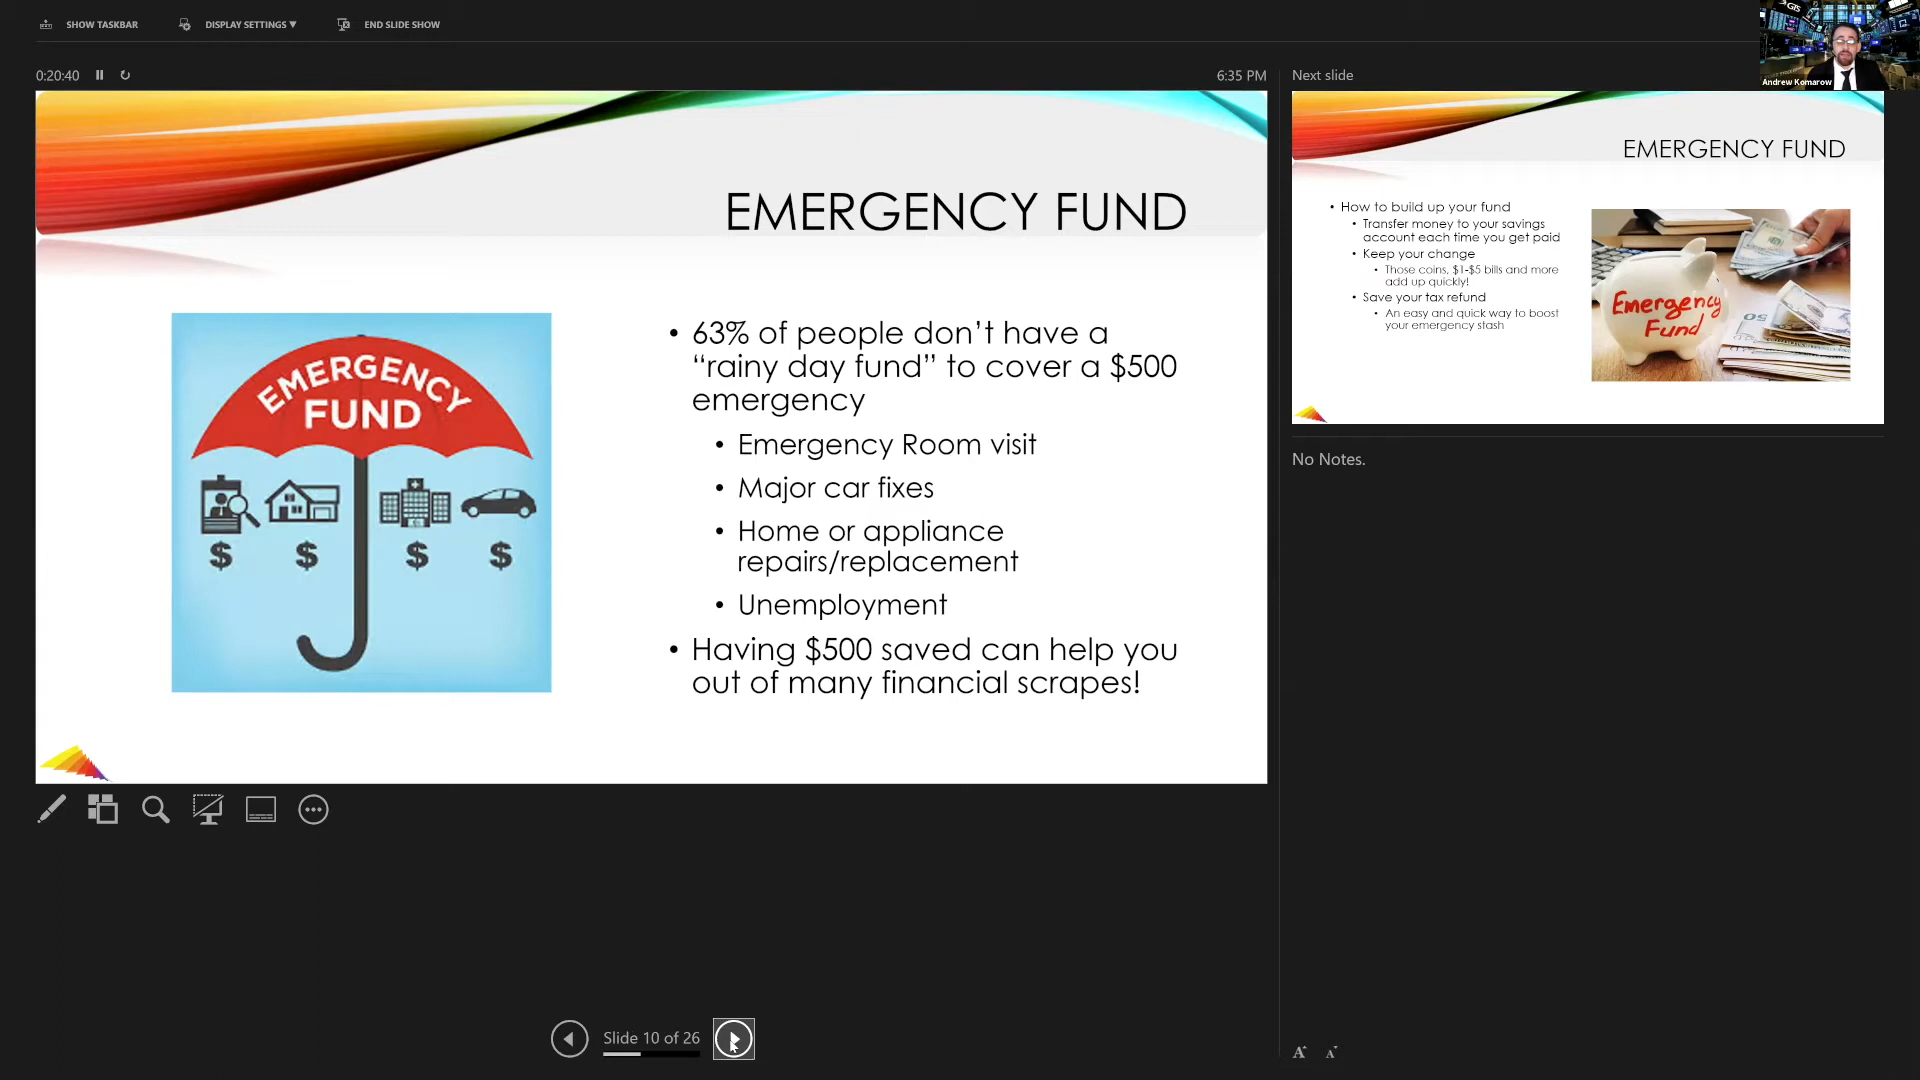 SHOW TASKBAR
DISPLAY SETTINGS ▼
END SLIDE SHOW
GTS
Andrew Komarow
0:20:40
6:35 PM
EMERGENCY FUND
EMERGENCY
FUND
$ $ $ $
• 63% of people don’t have a
“rainy day fund” to cover a $500
emergency
• Emergency Room visit
• Major car fixes
• Home or appliance
repairs/replacement
• Unemployment
• Having $500 saved can help you
out of many financial scrapes!
Next slide
EMERGENCY FUND
• How to build up your fund
• Transfer money to your savings
account each time you get paid
• Keep your change
• Those coins, $1-$5 bills and more
add up quickly!
• Save your tax refund
• An easy and quick way to boost
your emergency stash
Emergency
Fund
50
No Notes.
Slide 10 of 26
A A